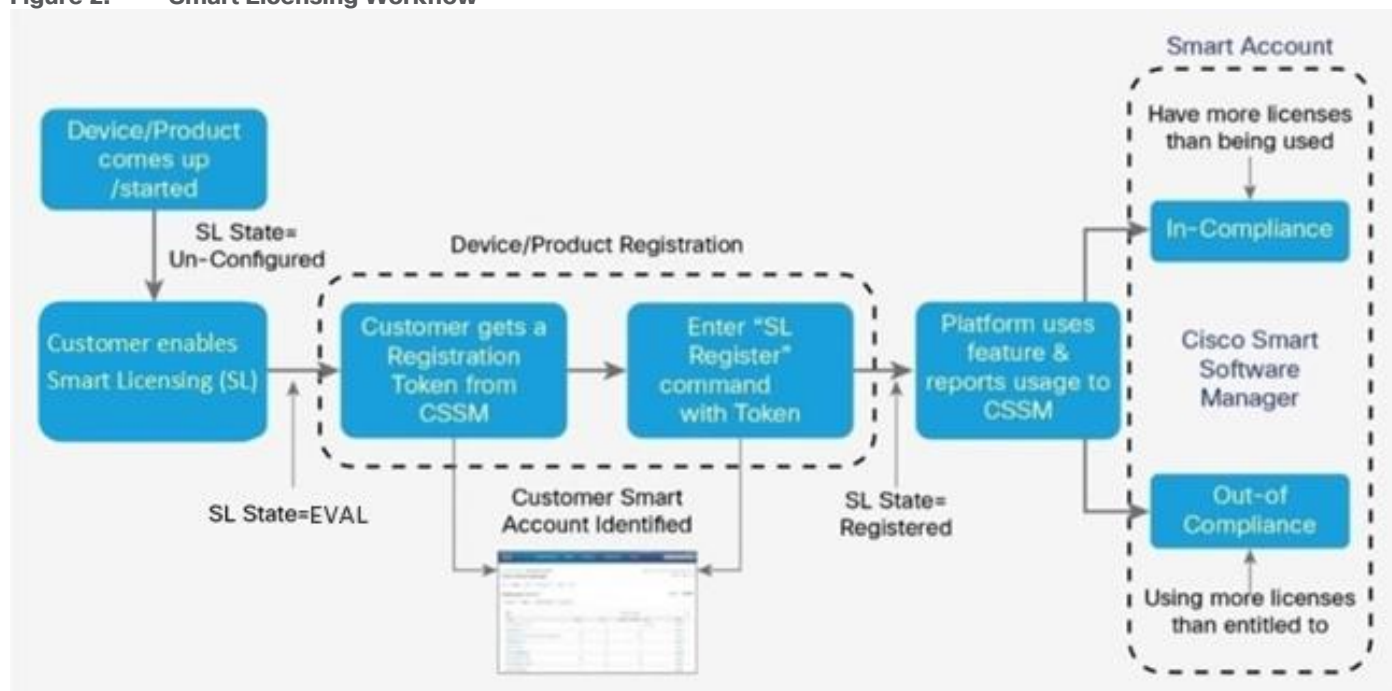 Figure 2. Smart Licensing Workflow
Smart Account
Device/Product
comes up
/started
SL State=
Un-Configured
Customer enables
Smart Licensing (SL)
SL State=EVAL
Device/Product Registration
Customer gets a
Registration
Token from
CSSM
Enter "SL
Register"
command
with Token
Customer Smart
Account Identified
SL State=
Registered
Platform uses
feature &
reports usage to
CSSM
Have more licenses
than being used
In-Compliance
Cisco Smart
Software
Manager
Out-of
Compliance
Using more licenses
than entitled to